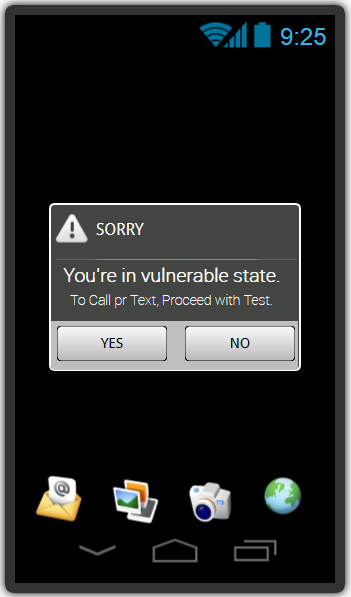 9:25
SORRY
You're in vulnerable state.
To Call pr Text, Proceed with Test.
YES NO